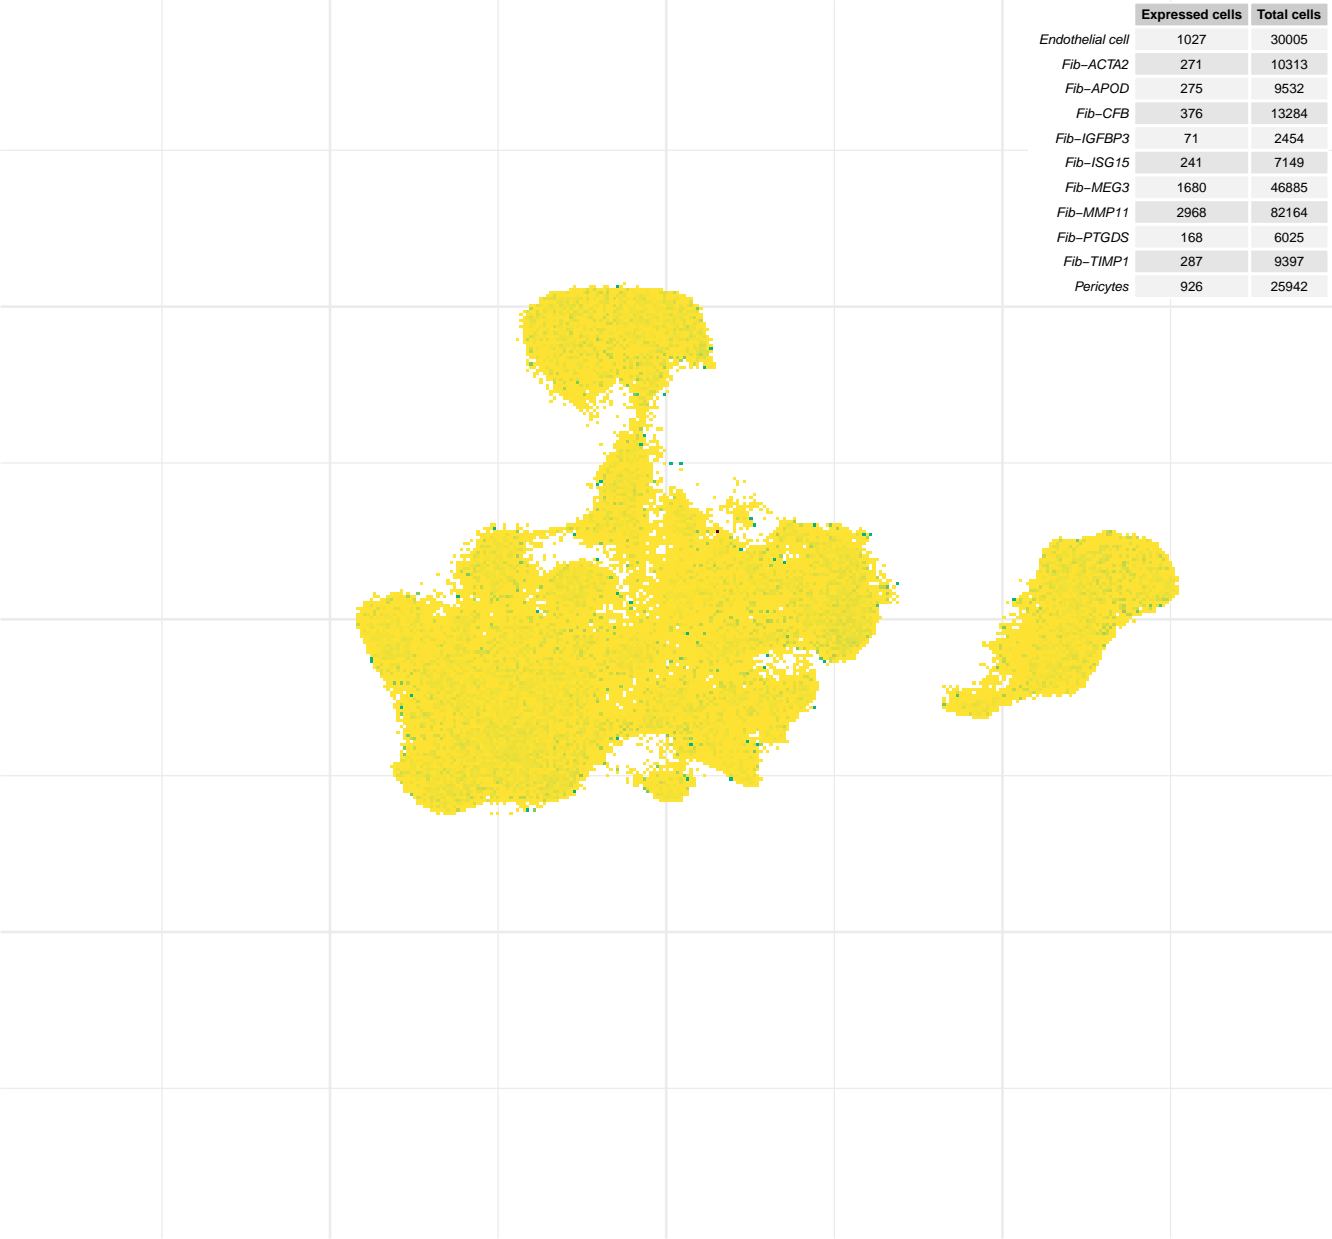 Expressed cells Total cells
Endothelial cell 1027 30005
Fib−ACTA2 271 10313
Fib−APOD 275 9532
Fib−CFB 376 13284
Fib−IGFBP3 71 2454
Fib−ISG15 241 7149
Fib−MEG3 1680 46885
Fib−MMP11 2968 82164
Fib−PTGDS 168 6025
Fib−TIMP1 287 9397
Pericytes 926 25942